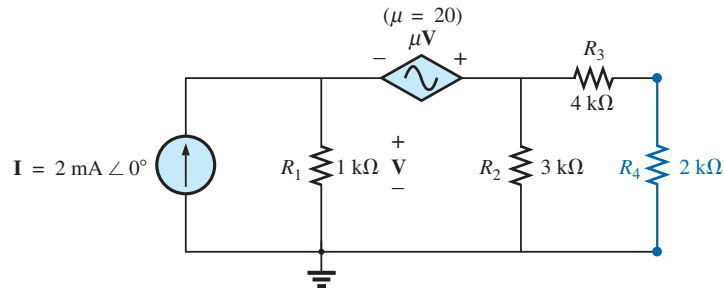 (μ = 20)
μV
− +
R3
4 kΩ
I = 2 mA ∠ 0°
R1
1 kΩ
+
V
−
R2
3 kΩ
R4
2 kΩ